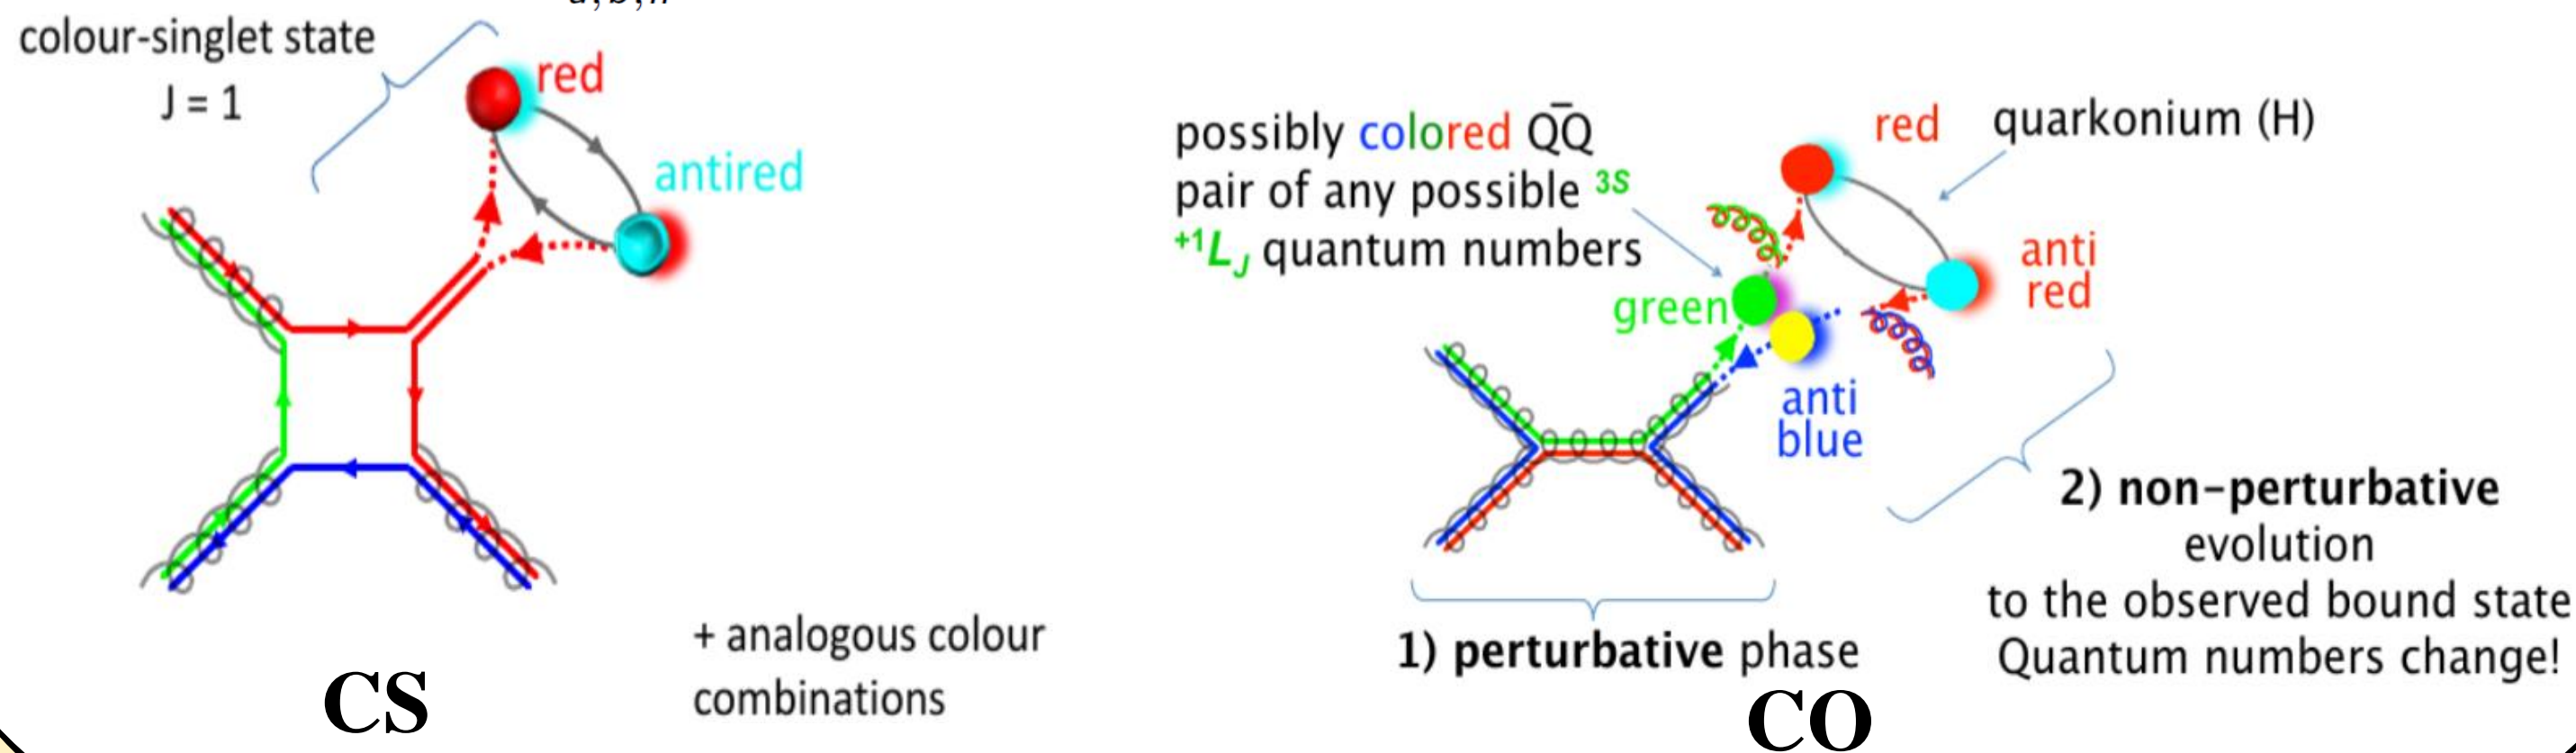 colour-singlet state
J = 1
red
antired
+ analogous colour
combinations
CS
possibly colored QQ̄
pair of any possible ³ˢ
⁺¹L_J quantum numbers
red
quarkonium (H)
anti
red
green
anti
blue
1) perturbative phase
2) non-perturbative
evolution
to the observed bound state
Quantum numbers change!
CO